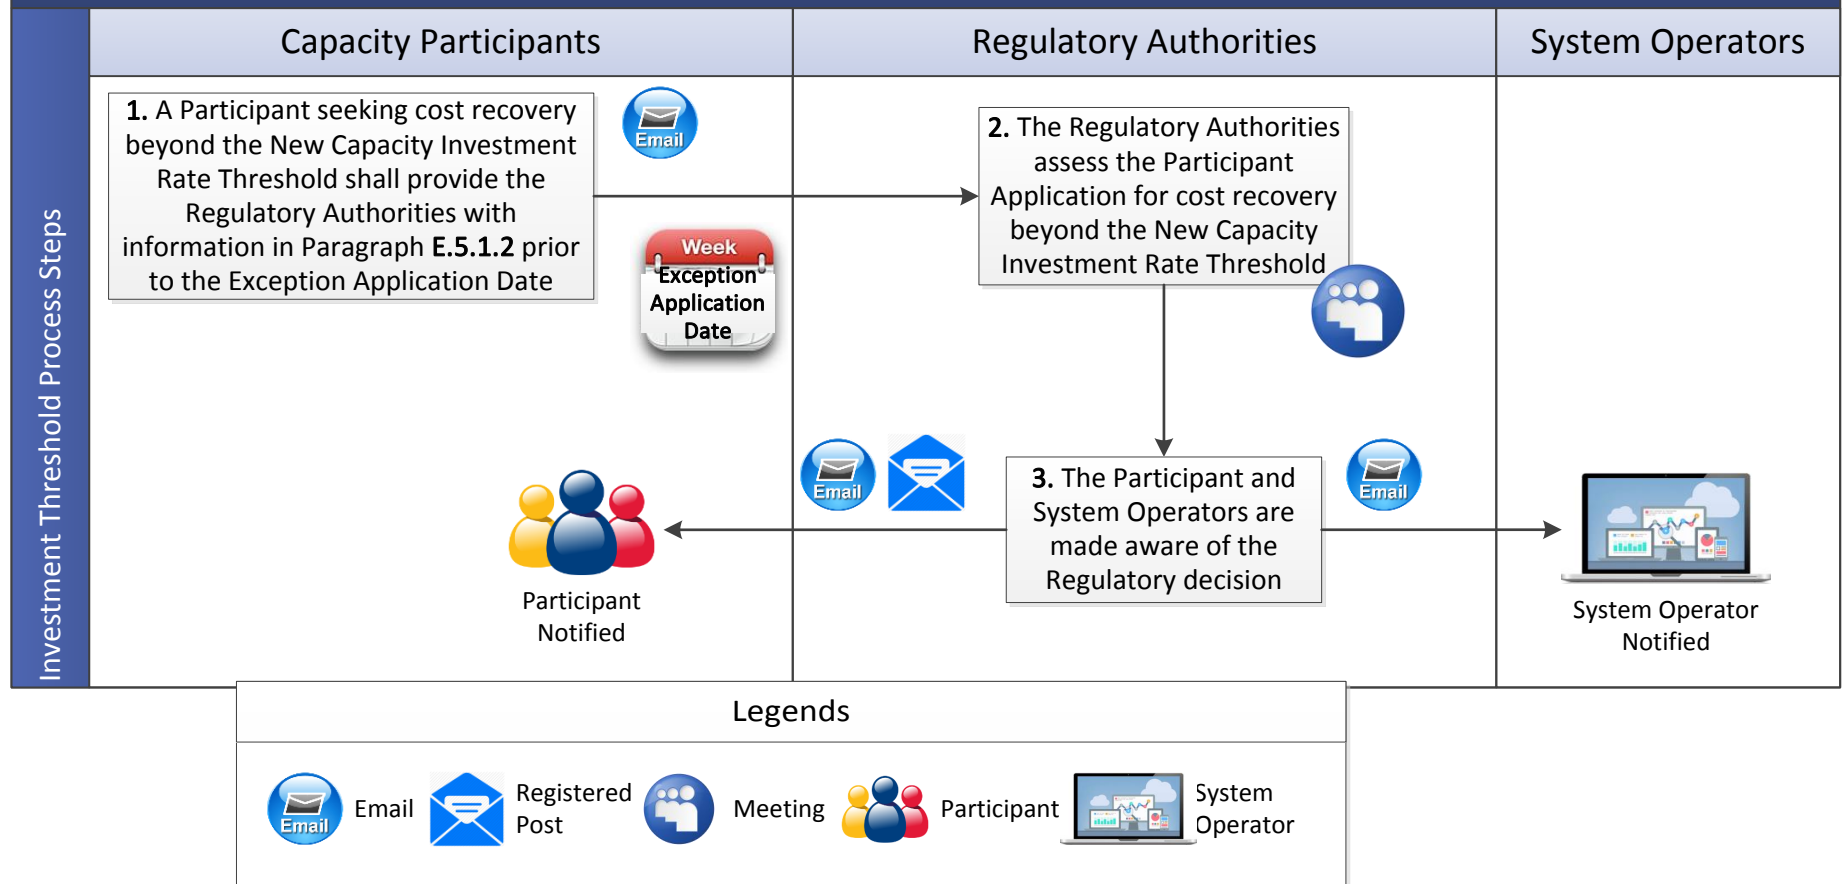 Capacity Participants
Regulatory Authorities
System Operators
Investment Threshold Process Steps
1. A Participant seeking cost recovery
beyond the New Capacity Investment
Rate Threshold shall provide the
Regulatory Authorities with
information in Paragraph E.5.1.2 prior
to the Exception Application Date
Email
Week
Exception
Application
Date
2. The Regulatory Authorities
assess the Participant
Application for cost recovery
beyond the New Capacity
Investment Rate Threshold
Email
3. The Participant and
System Operators are
made aware of the
Regulatory decision
Email
Participant
Notified
System Operator
Notified
Legends
Email
Email
Registered
Post
Meeting
Participant
System
Operator